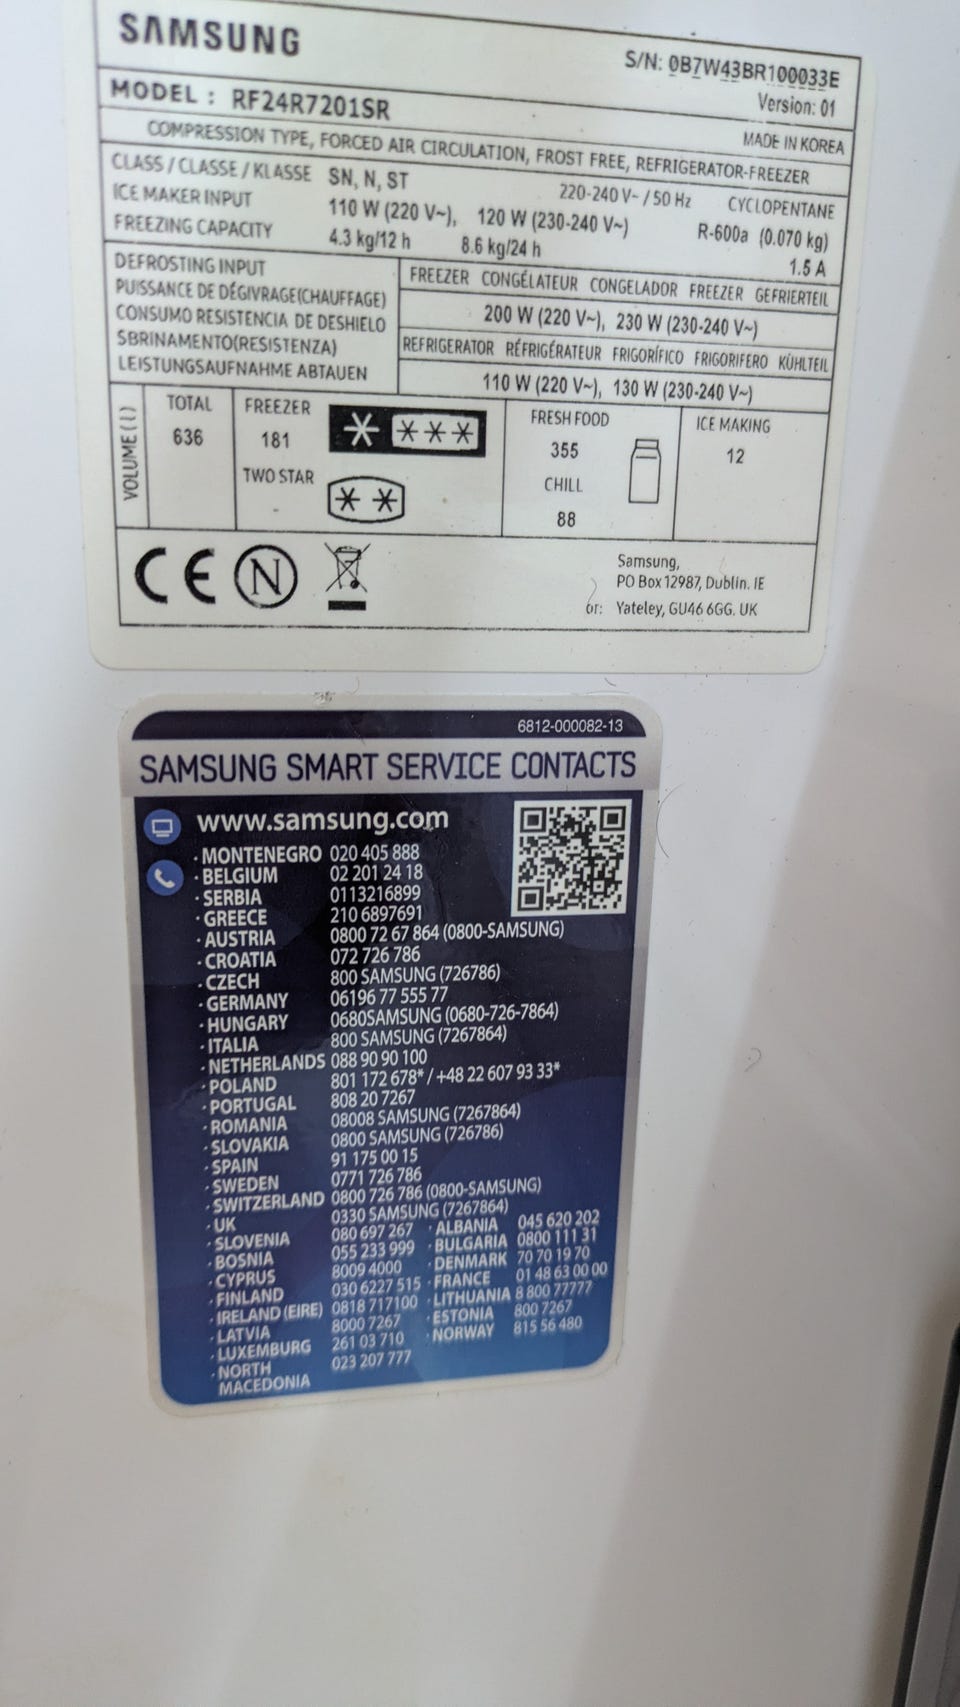 SAMSUNG
S/N: 0B7W43BR100033E
Version: 01
MODEL : RF24R7201SR
MADE IN KOREA
COMPRESSION TYPE, FORCED AIR CIRCULATION, FROST FREE, REFRIGERATOR-FREEZER
CLASS / CLASSE / KLASSE SN, N, ST 220-240 V~ / 50 Hz CYCLOPENTANE
ICE MAKER INPUT 110 W (220 V~), 120 W (230-240 V~) R-600a (0.070 kg)
FREEZING CAPACITY 4.3 kg/12 h 8.6 kg/24 h 1.5 A
DEFROSTING INPUT
PUISSANCE DE DÉGIVRAGE(CHAUFFAGE)
CONSUMO RESISTENCIA DE DESHIELO
SBRINAMENTO(RESISTENZA)
LEISTUNGSAUFNAHME ABTAUEN
FREEZER CONGÉLATEUR CONGELADOR FREEZER GEFRIERTEIL
200 W (220 V~), 230 W (230-240 V~)
REFRIGERATOR RÉFRIGÉRATEUR FRIGORÍFICO FRIGORIFERO KÜHLTEIL
110 W (220 V~), 130 W (230-240 V~)
VOLUME ( l )
TOTAL
636
FREEZER
181
TWO STAR
-
FRESH FOOD
355
CHILL
88
ICE MAKING
12
CE N
Samsung,
PO Box 12987, Dublin. IE
or: Yateley, GU46 6GG. UK
6812-000082-13
SAMSUNG SMART SERVICE CONTACTS
www.samsung.com
· MONTENEGRO 020 405 888
· BELGIUM 02 201 24 18
· SERBIA 0113216899
· GREECE 210 6897691
· AUSTRIA 0800 72 67 864 (0800-SAMSUNG)
· CROATIA 072 726 786
· CZECH 800 SAMSUNG (726786)
· GERMANY 06196 77 555 77
· HUNGARY 0680SAMSUNG (0680-726-7864)
· ITALIA 800 SAMSUNG (7267864)
· NETHERLANDS 088 90 90 100
· POLAND 801 172 678* / +48 22 607 93 33*
· PORTUGAL 808 20 7267
· ROMANIA 08008 SAMSUNG (7267864)
· SLOVAKIA 0800 SAMSUNG (726786)
· SPAIN 91 175 00 15
· SWEDEN 0771 726 786
· SWITZERLAND 0800 726 786 (0800-SAMSUNG)
· UK 0330 SAMSUNG (7267864)
· SLOVENIA 080 697 267 · ALBANIA 045 620 202
· BOSNIA 055 233 999 · BULGARIA 0800 111 31
· CYPRUS 8009 4000 · DENMARK 70 70 19 70
· FINLAND 030 6227 515 · FRANCE 01 48 63 00 00
· IRELAND (EIRE) 0818 717100 · LITHUANIA 8 800 77777
· LATVIA 8000 7267 · ESTONIA 800 7267
· LUXEMBURG 261 03 710 · NORWAY 815 56 480
· NORTH 023 207 777
MACEDONIA